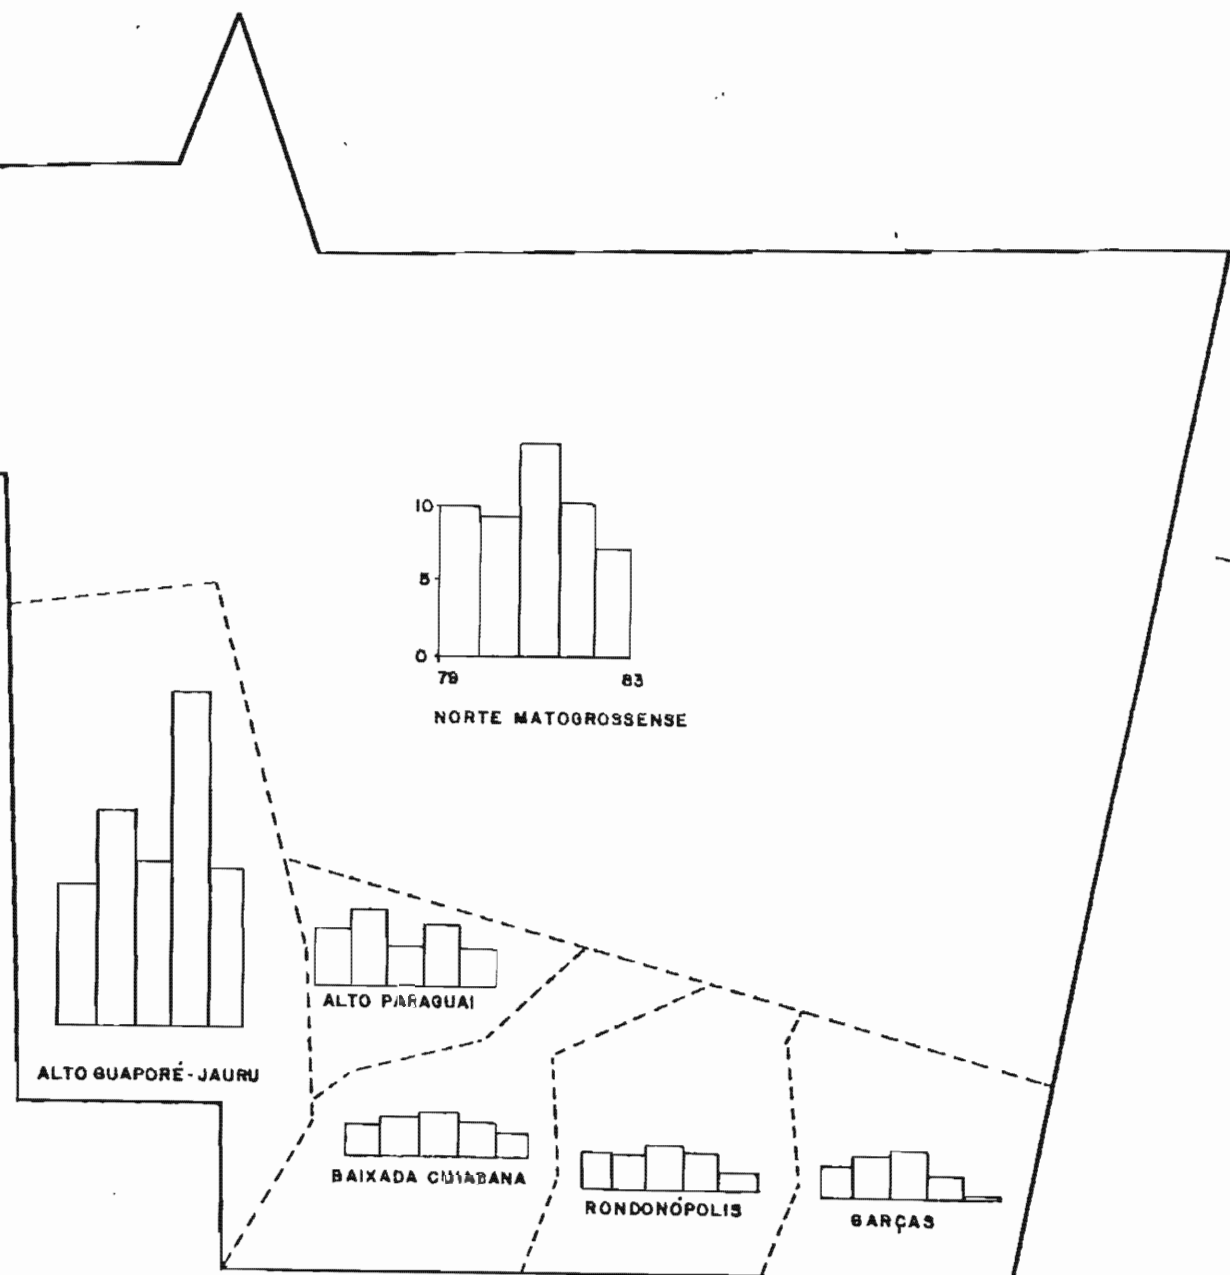 10
5
0
79 83
NORTE MATOGROSSENSE
ALTO PARAGUAI
ALTO GUAPORÉ-JAURU
BAIXADA CUIABANA
RONDONÓPOLIS
GARÇAS